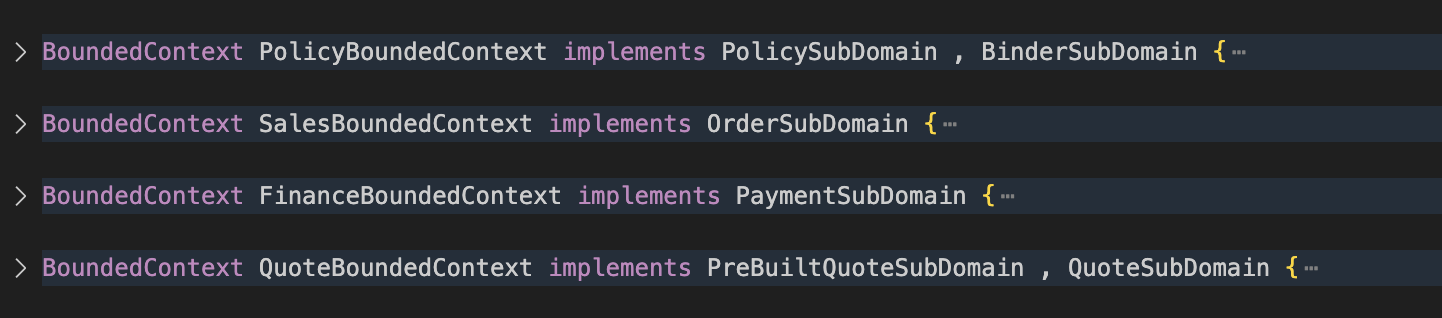 BoundedContext PolicyBoundedContext implements PolicySubDomain , BinderSubDomain {⋯
BoundedContext SalesBoundedContext implements OrderSubDomain {⋯
BoundedContext FinanceBoundedContext implements PaymentSubDomain {⋯
BoundedContext QuoteBoundedContext implements PreBuiltQuoteSubDomain , QuoteSubDomain {⋯